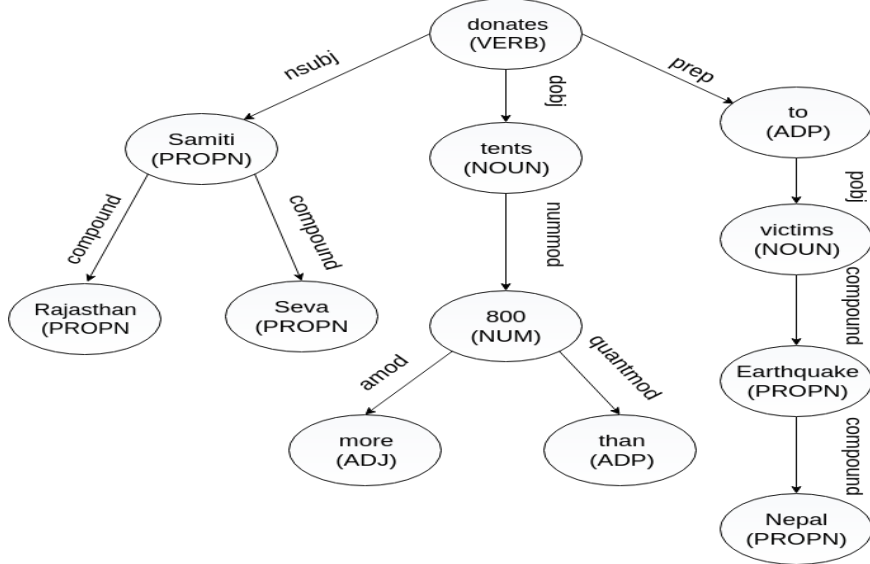 donates
(VERB)
nsubj
dobj
prep
Samiti
(PROPN)
tents
(NOUN)
to
(ADP)
compound
compound
nummod
pobj
victims
(NOUN)
Rajasthan
(PROPN
Seva
(PROPN
800
(NUM)
compound
amod
quantmod
Earthquake
(PROPN)
more
(ADJ)
than
(ADP)
compound
Nepal
(PROPN)